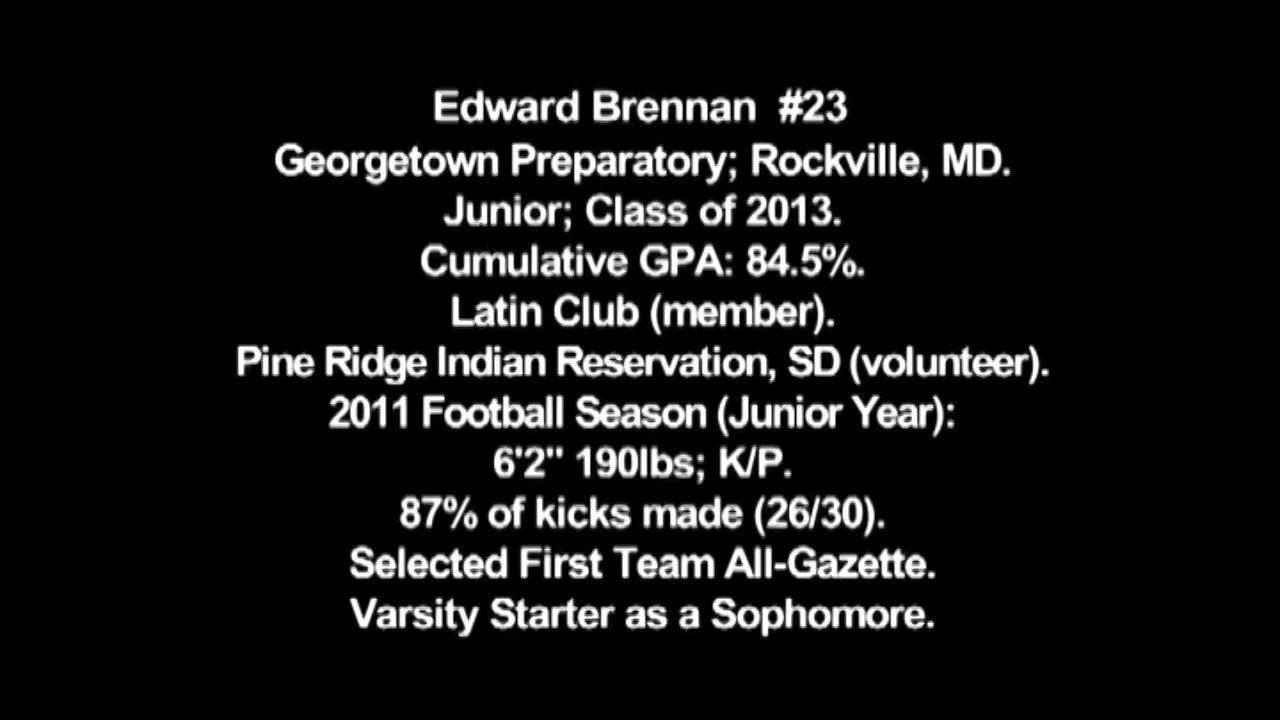 Edward Brennan  #23
Georgetown Preparatory; Rockville, MD.
Junior; Class of 2013.
Cumulative GPA: 84.5%.
Latin Club (member).
Pine Ridge Indian Reservation, SD (volunteer).
2011 Football Season (Junior Year):
6'2" 190lbs; K/P.
87% of kicks made (26/30).
Selected First Team All-Gazette.
Varsity Starter as a Sophomore.